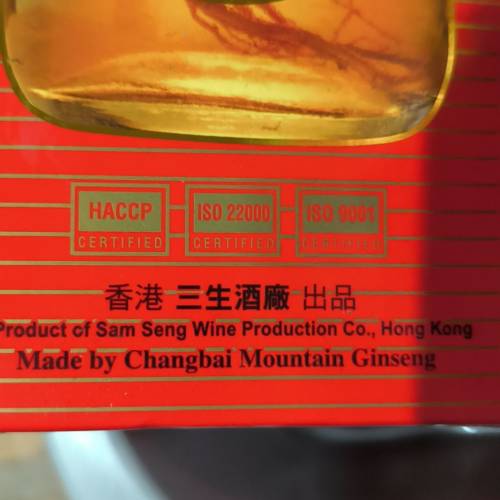 HACCP ISO 22000 ISO 9001
CERTIFIED CERTIFIED CERTIFIED
香港 三生酒廠 出品
Product of Sam Seng Wine Production Co., Hong Kong
Made by Changbai Mountain Ginseng